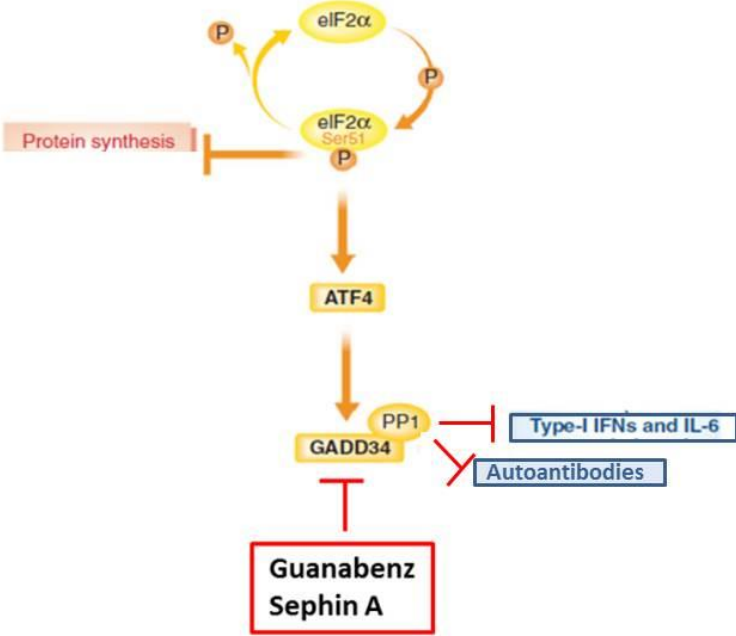 eIF2α
P
P
eIF2α
Ser51
P
Protein synthesis
ATF4
PP1
GADD34
Type-I IFNs and IL-6
Autoantibodies
Guanabenz
Sephin A